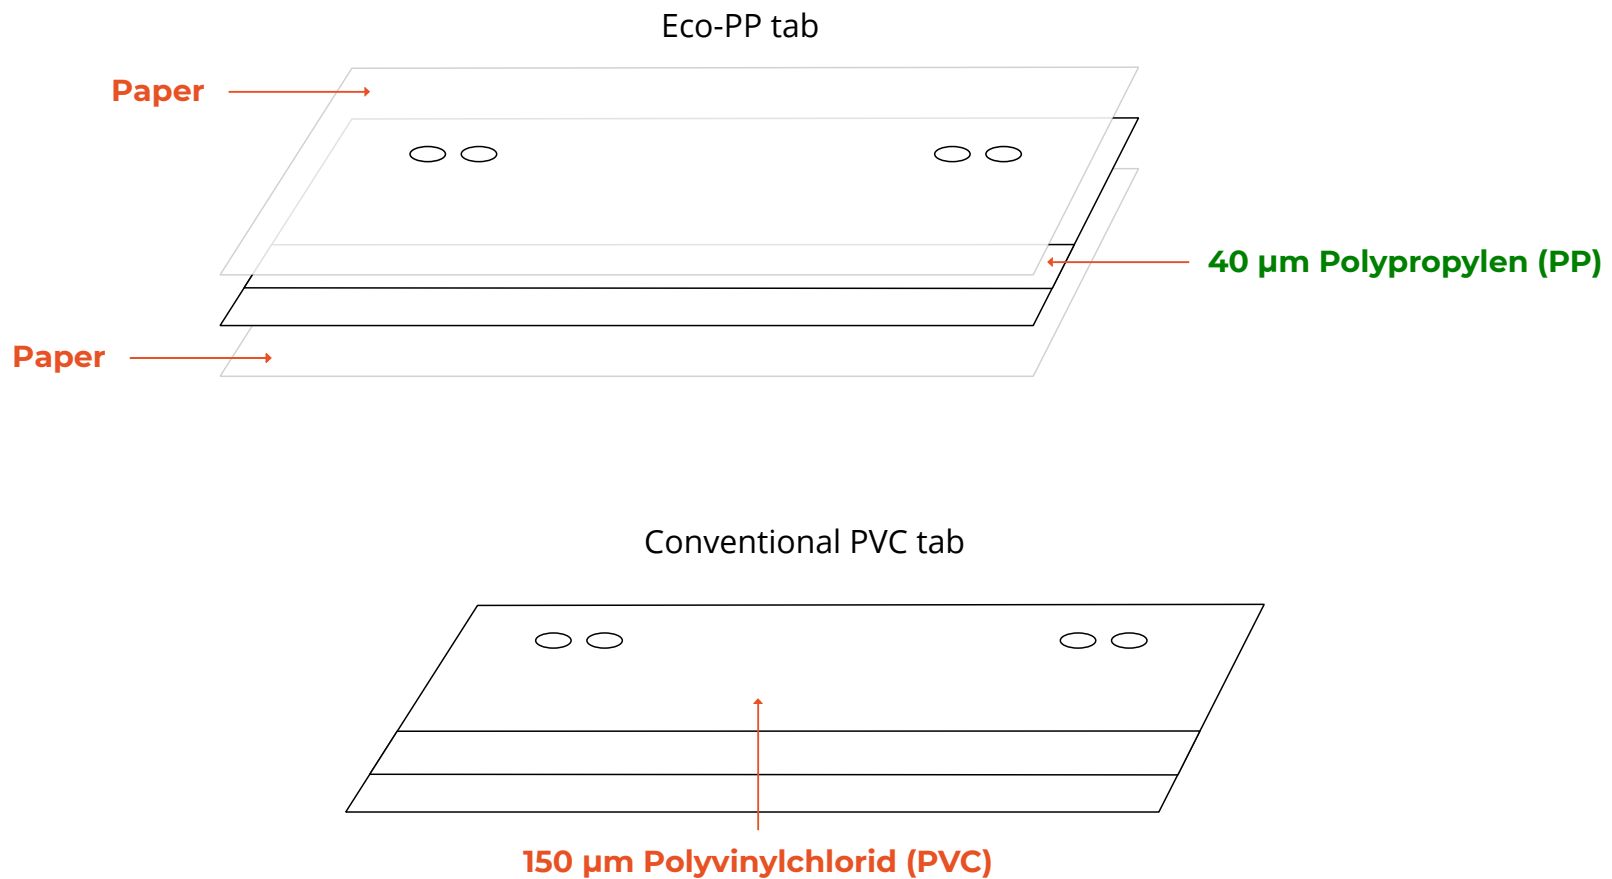 Eco-PP tab
Paper
40 µm Polypropylen (PP)
Paper
Conventional PVC tab
150 µm Polyvinylchlorid (PVC)